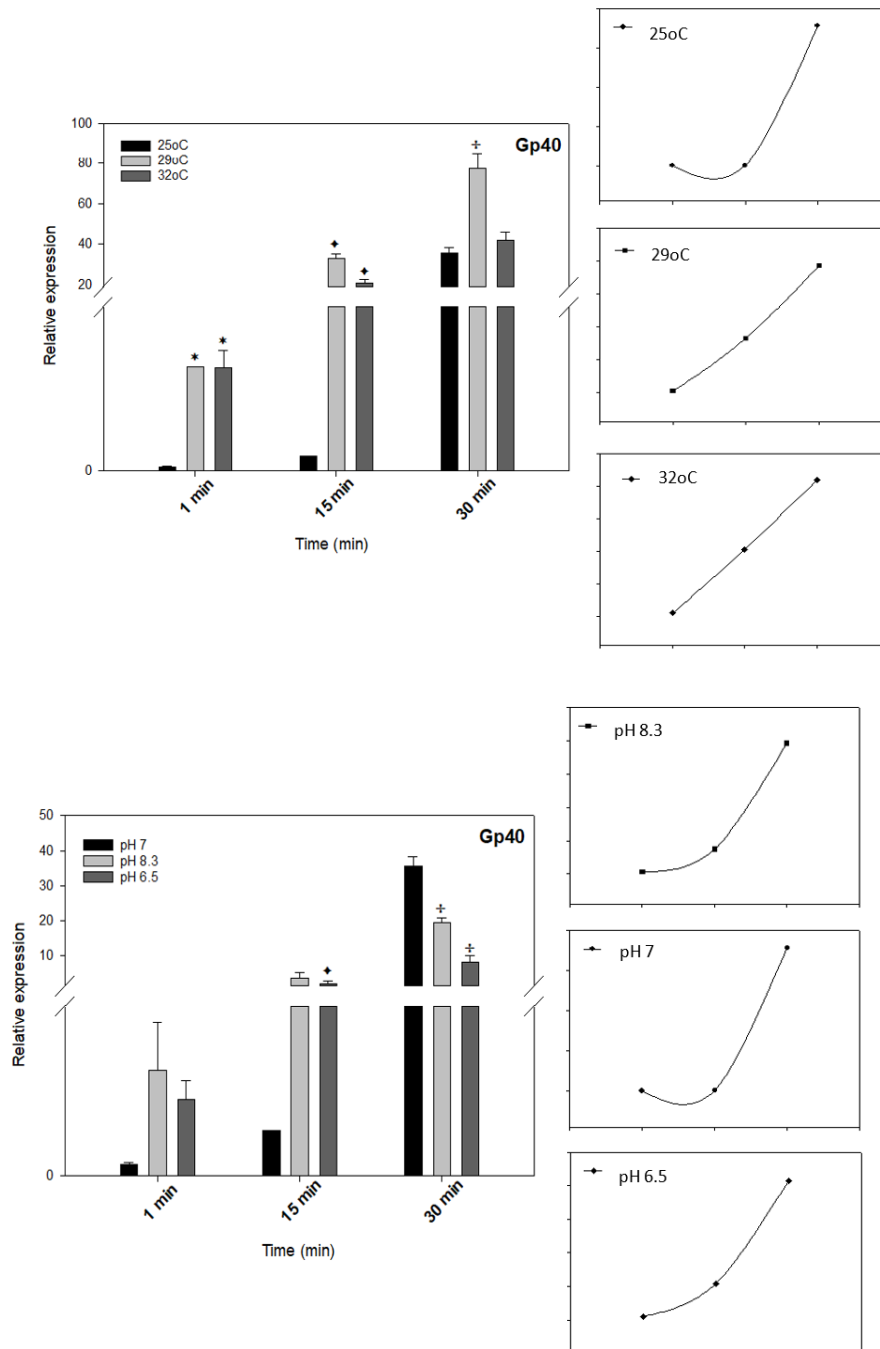 25oC
100
Gp40
25oC
29oC
32oC
80
60
40
20
0
Relative expression
1 min
15 min
30 min
Time (min)
29oC
32oC
pH 8.3
50
Gp40
pH 7
pH 8.3
pH 6.5
40
30
20
10
0
Relative expression
1 min
15 min
30 min
Time (min)
pH 7
pH 6.5